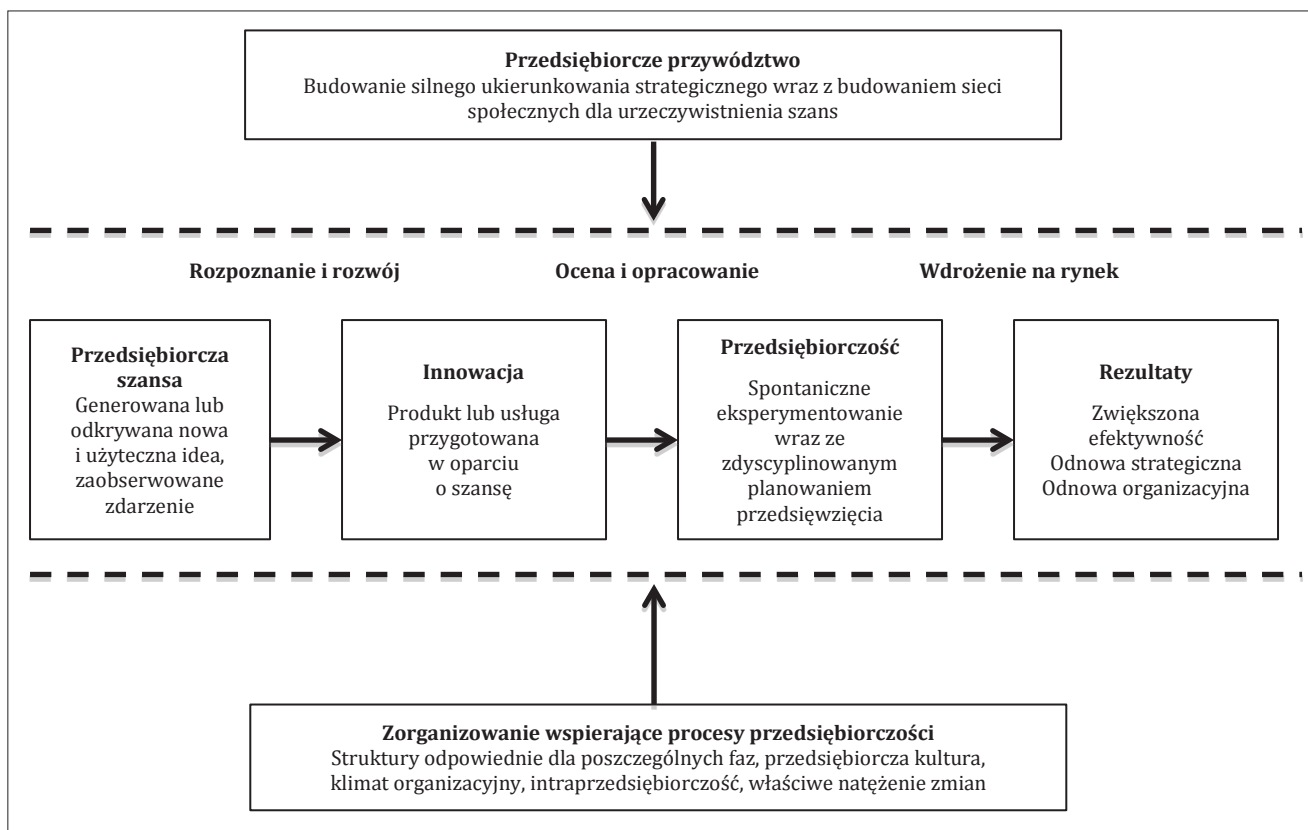 Przedsiębiorcze przywództwo
Budowanie silnego ukierunkowania strategicznego wraz z budowaniem sieci
społecznych dla urzeczywistnienia szans
Rozpoznanie i rozwój
Ocena i opracowanie
Wdrożenie na rynek
Przedsiębiorcza
szansa
Generowana lub
odkrywana nowa
i użyteczna idea,
zaobserwowane
zdarzenie
Innowacja
Produkt lub usługa
przygotowana
w oparciu
o szansę
Przedsiębiorczość
Spontaniczne
eksperymentowanie
wraz ze
zdyscyplinowanym
planowaniem
przedsięwzięcia
Rezultaty
Zwiększona
efektywność
Odnowa strategiczna
Odnowa organizacyjna
Zorganizowanie wspierające procesy przedsiębiorczości
Struktury odpowiednie dla poszczególnych faz, przedsiębiorcza kultura,
klimat organizacyjny, intraprzedsiębiorczość, właściwe natężenie zmian